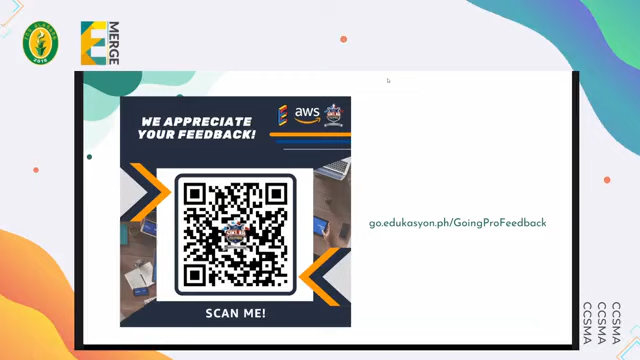 MERGE
WE APPRECIATE
YOUR FEEDBACK!
aws
go.edukasyon.ph/GoingProFeedback
SCAN ME!
CCSMA
CCSMA
CCSMA